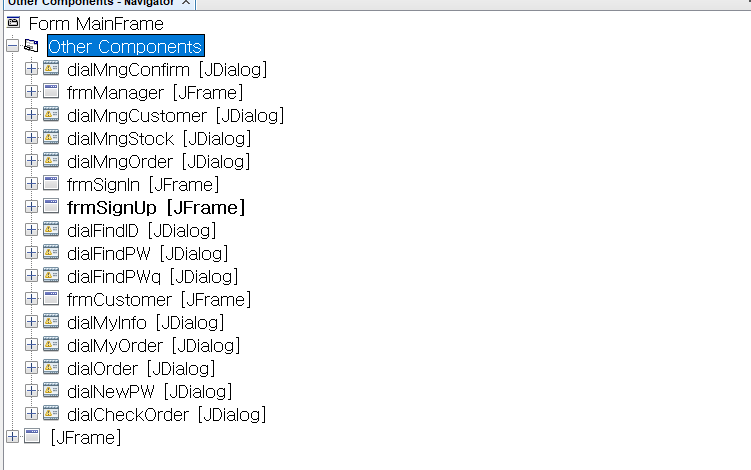 Other Components - Navigator ×
Form MainFrame
Other Components
dialMngConfirm [JDialog]
frmManager [JFrame]
dialMngCustomer [JDialog]
dialMngStock [JDialog]
dialMngOrder [JDialog]
frmSignIn [JFrame]
frmSignUp [JFrame]
dialFindID [JDialog]
dialFindPW [JDialog]
dialFindPWq [JDialog]
frmCustomer [JFrame]
dialMyInfo [JDialog]
dialMyOrder [JDialog]
dialOrder [JDialog]
dialNewPW [JDialog]
dialCheckOrder [JDialog]
[JFrame]